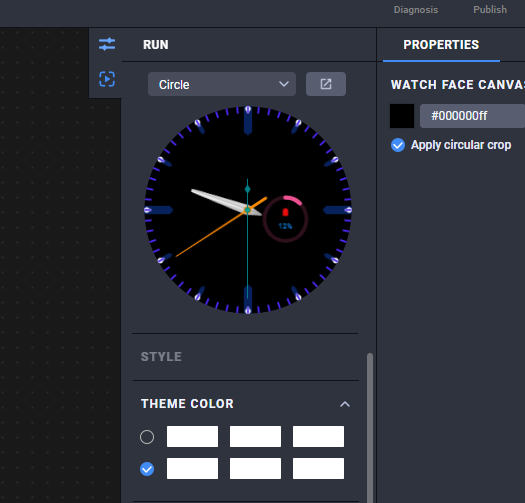 Diagnosis Publish
RUN
PROPERTIES
Circle
WATCH FACE CANVAS
#000000ff
Apply circular crop
12%
STYLE
THEME COLOR